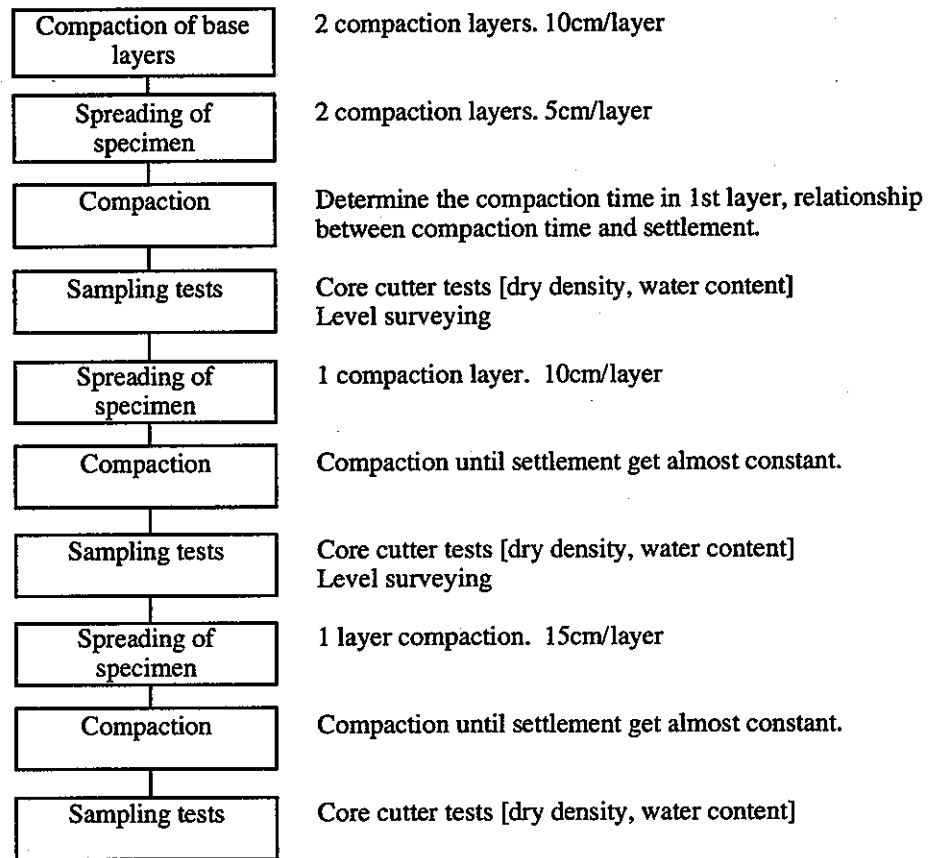 Compaction of base
layers
2 compaction layers. 10cm/layer
Spreading of
specimen
2 compaction layers. 5cm/layer
Compaction
Determine the compaction time in 1st layer, relationship
between compaction time and settlement.
Sampling tests
Core cutter tests [dry density, water content]
Level surveying
Spreading of
specimen
1 compaction layer. 10cm/layer
Compaction
Compaction until settlement get almost constant.
Sampling tests
Core cutter tests [dry density, water content]
Level surveying
Spreading of
specimen
1 layer compaction. 15cm/layer
Compaction
Compaction until settlement get almost constant.
Sampling tests
Core cutter tests [dry density, water content]